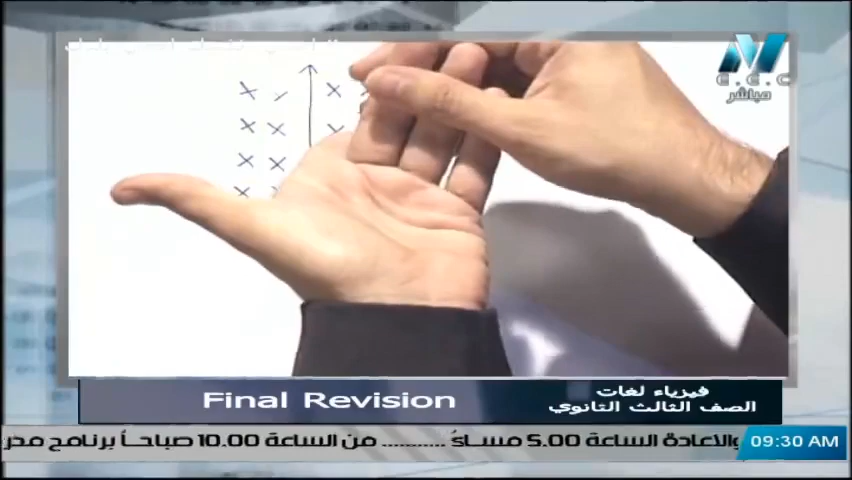 E.E.C
مباشر
Final Revision
فيزياء لغات
الصف الثالث الثانوي
والاعادة الساعة 5.00 مساءً ........... من الساعة 10.00 صباحاً برنامج
09:30 AM